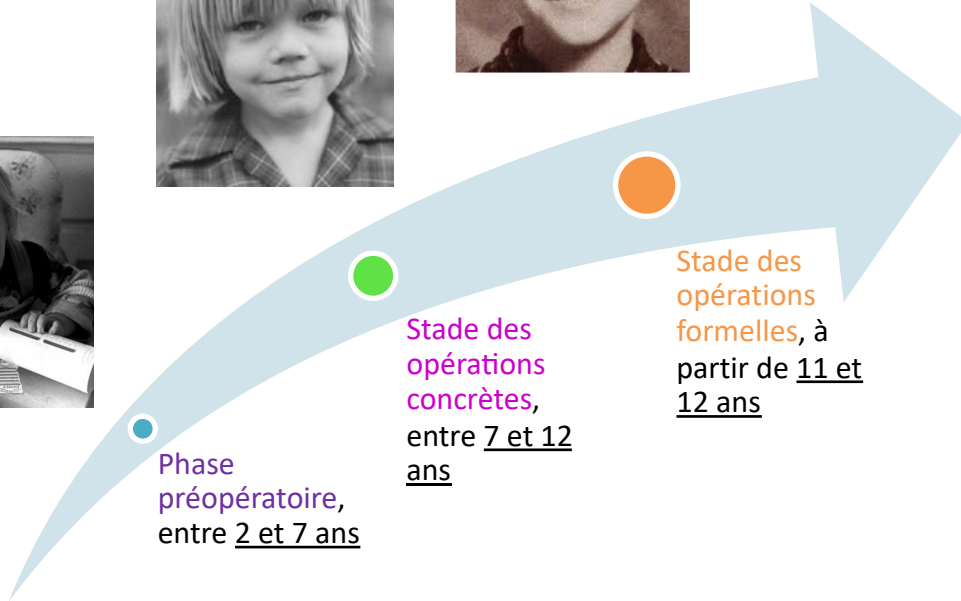 Phase
préopératoire,
entre 2 et 7 ans
Stade des
opérations
concrètes,
entre 7 et 12
ans
Stade des
opérations
formelles, à
partir de 11 et
12 ans